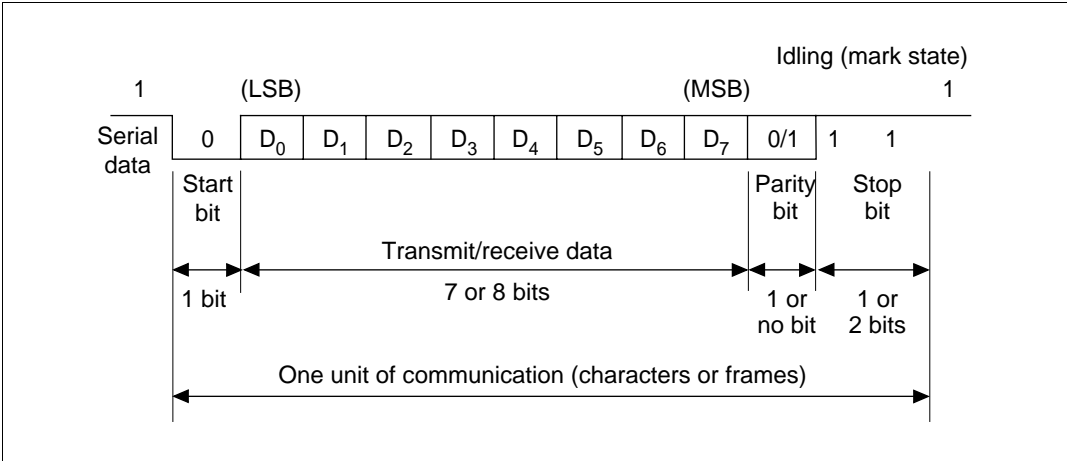 Idling (mark state)
1 (LSB) (MSB) 1
Serial data 0 D0 D1 D2 D3 D4 D5 D6 D7 0/1 1 1
Start bit Parity bit Stop bit
Transmit/receive data
1 bit 7 or 8 bits 1 or no bit 1 or 2 bits
One unit of communication (characters or frames)